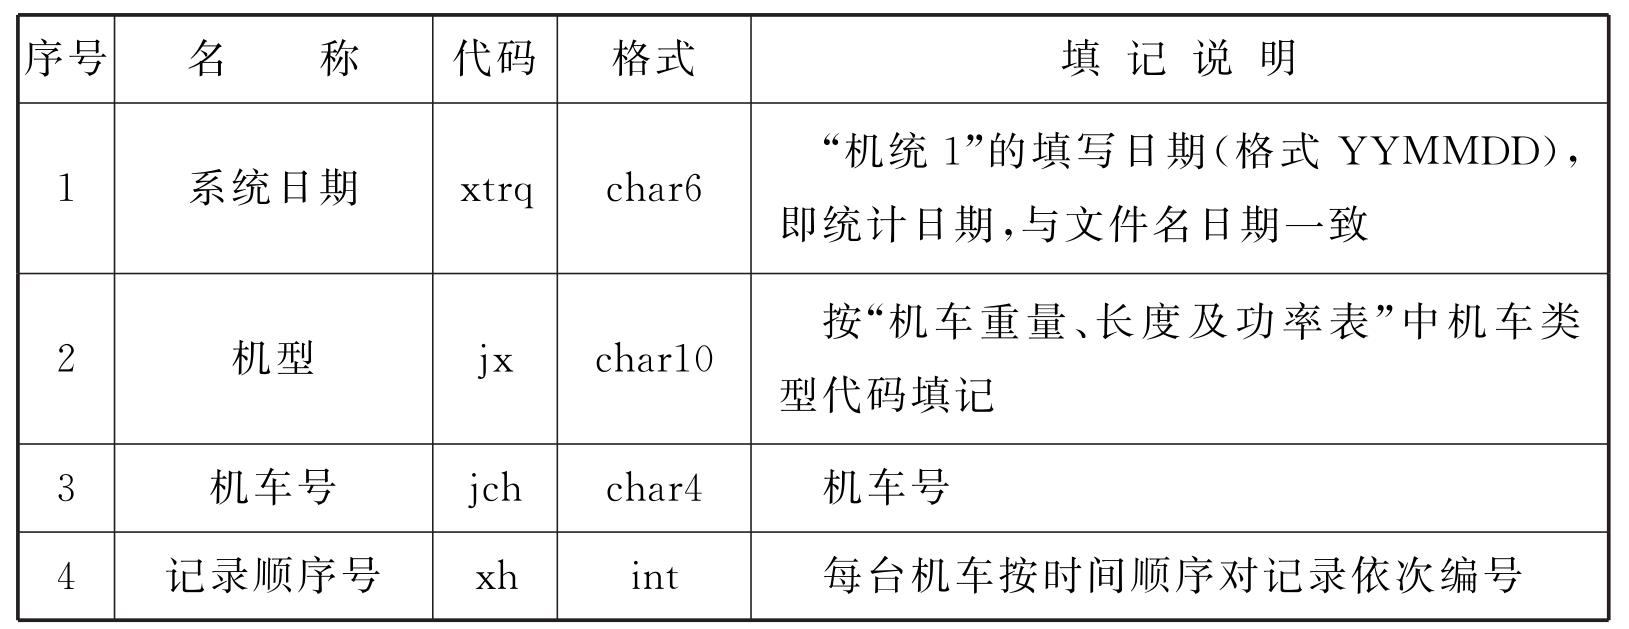 序号 名 称 代码 格式 填 记 说 明
1 系统日期 xtrq char6 “机统1”的填写日期(格式 YYMMDD),
即统计日期,与文件名日期一致
2 机型 jx char10 按“机车重量、长度及功率表”中机车类
型代码填记
3 机车号 jch char4 机车号
4 记录顺序号 xh int 每台机车按时间顺序对记录依次编号